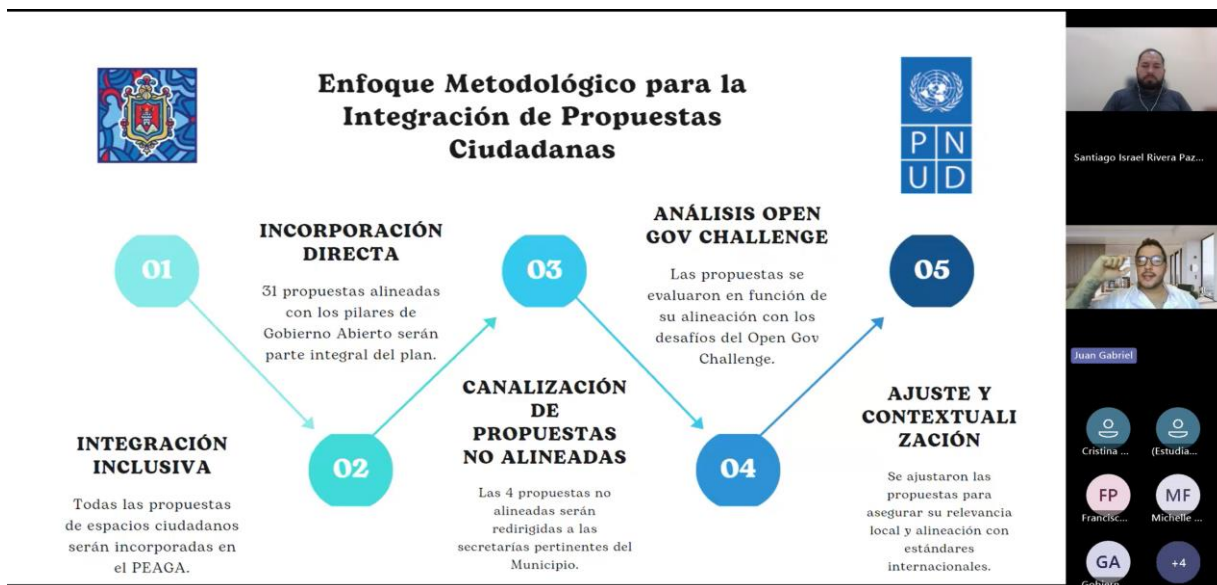 Enfoque Metodológico para la
Integración de Propuestas
Ciudadanas
P N
U D
01
INTEGRACIÓN
INCLUSIVA
Todas las propuestas
de espacios ciudadanos
serán incorporadas en
el PEAGA.
02
INCORPORACIÓN
DIRECTA
31 propuestas alineadas
con los pilares de
Gobierno Abierto serán
parte integral del plan.
03
CANALIZACIÓN
DE
PROPUESTAS
NO ALINEADAS
Las 4 propuestas no
alineadas serán
redirigidas a las
secretarías pertinentes del
Municipio.
04
ANÁLISIS OPEN
GOV CHALLENGE
Las propuestas se
evaluaron en función de
su alineación con los
desafíos del Open Gov
Challenge.
05
AJUSTE Y
CONTEXTUALI
ZACIÓN
Se ajustaron las
propuestas para
asegurar su relevancia
local y alineación con
estándares
internacionales.
Santiago Israel Rivera Paz...
Juan Gabriel
Cristina ...
(Estudia...
FP
Francisc...
MF
Michelle ...
GA
Gobierno...
+4